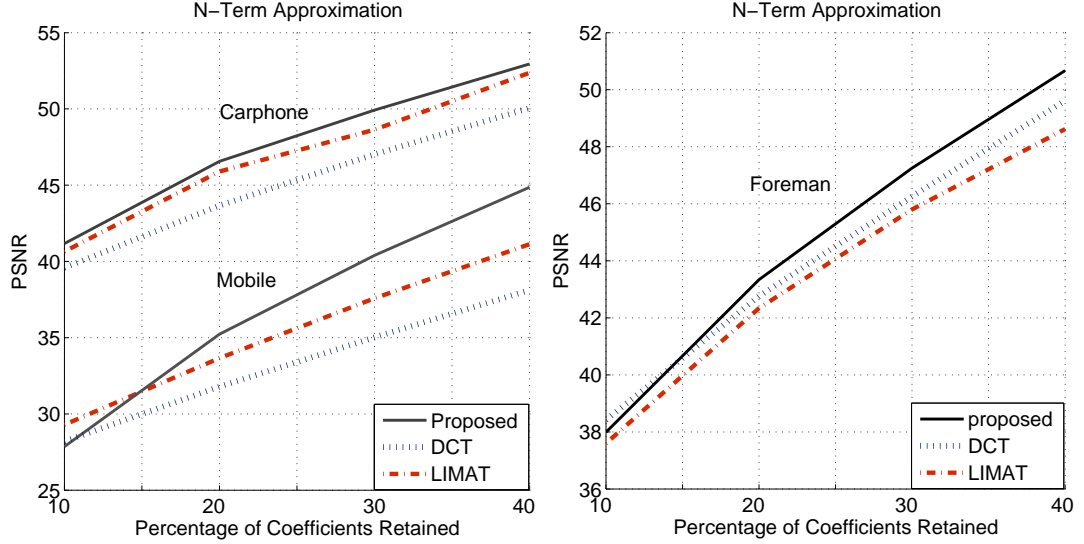 N−Term Approximation
55
50
45
40
35
30
25
10
20
30
40
PSNR
Percentage of Coefficients Retained
Carphone
Mobile
Proposed
DCT
LIMAT
N−Term Approximation
52
50
48
46
44
42
40
38
36
10
20
30
40
PSNR
Percentage of Coefficients Retained
Foreman
proposed
DCT
LIMAT